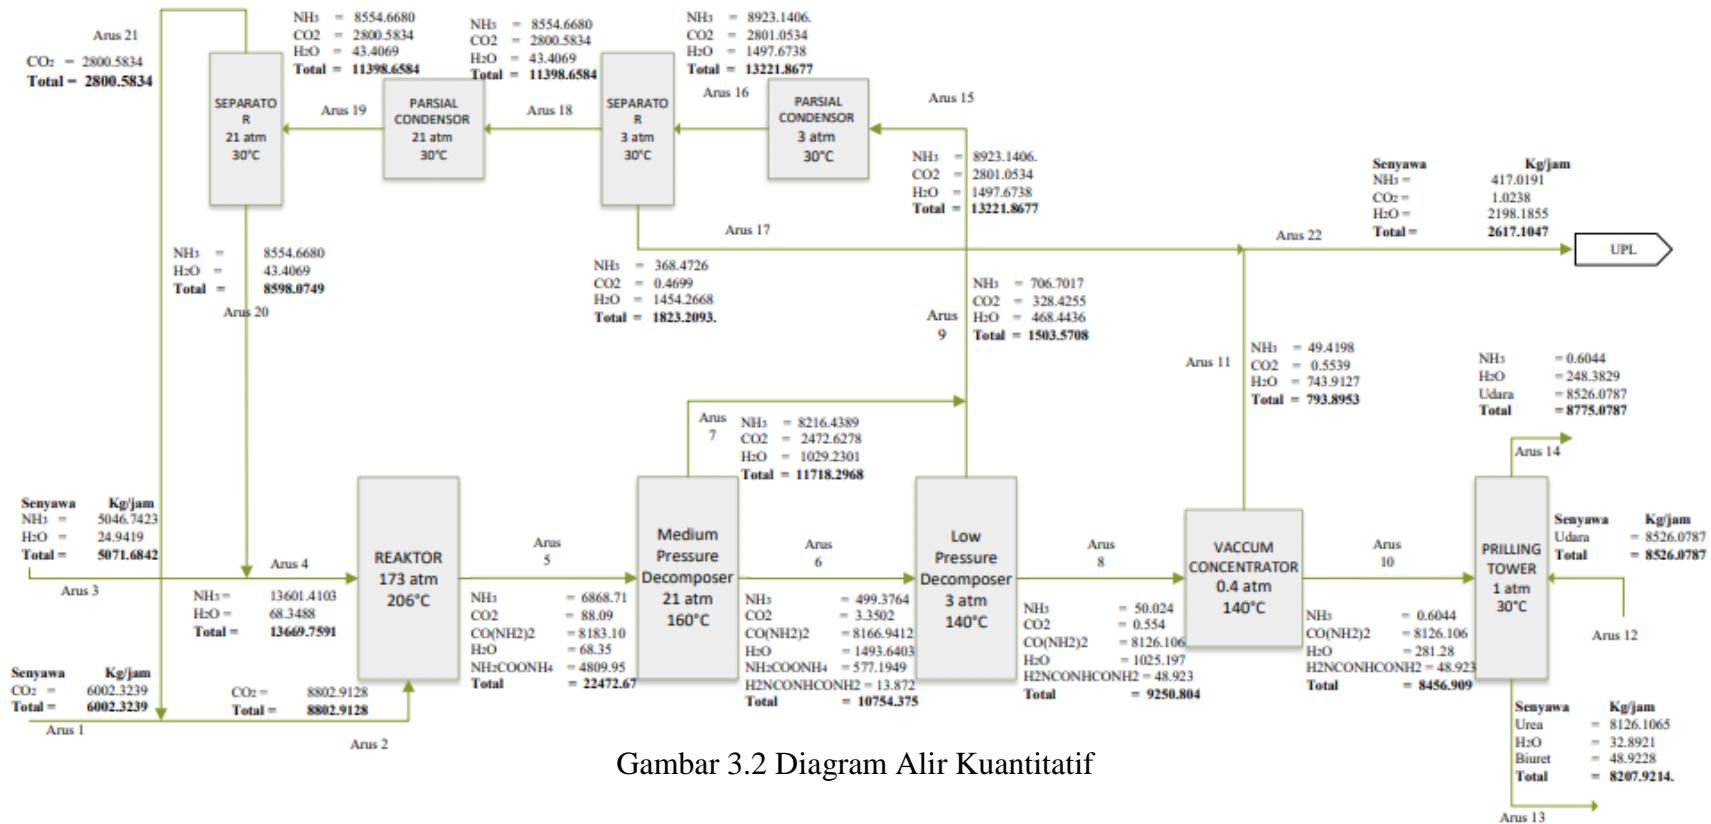 Arus 21
CO₂ = 2800.5834
Total = 2800.5834
NH₃ = 8554.6680
CO2 = 2800.5834
H₂O = 43.4069
Total = 11398.6584
NH₃ = 8554.6680
CO2 = 2800.5834
H₂O = 43.4069
Total = 11398.6584
NH₃ = 8923.1406.
CO2 = 2801.0534
H₂O = 1497.6738
Total = 13221.8677
SEPARATO
R
21 atm
30°C
Arus 19
PARSIAL
CONDENSOR
21 atm
30°C
Arus 18
SEPARATO
R
3 atm
30°C
Arus 16
PARSIAL
CONDENSOR
3 atm
30°C
Arus 15
NH₃ = 8923.1406.
CO2 = 2801.0534
H₂O = 1497.6738
Total = 13221.8677
Senyawa Kg/jam
NH₃ = 417.0191
CO₂ = 1.0238
H₂O = 2198.1855
Total = 2617.1047
Arus 17
Arus 22
UPL
NH₃ = 8554.6680
H₂O = 43.4069
Total = 8598.0749
Arus 20
NH₃ = 368.4726
CO2 = 0.4699
H₂O = 1454.2668
Total = 1823.2093.
Arus
9
NH₃ = 706.7017
CO2 = 328.4255
H₂O = 468.4436
Total = 1503.5708
Arus 11
NH₃ = 49.4198
CO2 = 0.5539
H₂O = 743.9127
Total = 793.8953
NH₃ = 0.6044
H₂O = 248.3829
Udara = 8526.0787
Total = 8775.0787
Arus 14
Arus
7
NH₃ = 8216.4389
CO2 = 2472.6278
H₂O = 1029.2301
Total = 11718.2968
Senyawa Kg/jam
NH₃ = 5046.7423
H₂O = 24.9419
Total = 5071.6842
Arus 3
Arus 4
NH₃ = 13601.4103
H₂O = 68.3488
Total = 13669.7591
REAKTOR
173 atm
206°C
Arus
5
NH₃ = 6868.71
CO2 = 88.09
CO(NH2)2 = 8183.10
H₂O = 68.35
NH₂COONH₄ = 4809.95
Total = 22472.67
Medium
Pressure
Decomposer
21 atm
160°C
Arus
6
NH₃ = 499.3764
CO2 = 3.3502
CO(NH2)2 = 8166.9412
H₂O = 1493.6403
NH₂COONH₄ = 577.1949
H2NCONHCONH2 = 13.872
Total = 10754.375
Low
Pressure
Decomposer
3 atm
140°C
Arus
8
NH₃ = 50.024
CO2 = 0.554
CO(NH2)2 = 8126.106
H₂O = 1025.197
H2NCONHCONH2 = 48.923
Total = 9250.804
VACCUM
CONCENTRATOR
0.4 atm
140°C
Arus
10
NH₃ = 0.6044
CO(NH2)2 = 8126.106
H₂O = 281.28
H2NCONHCONH2 = 48.923
Total = 8456.909
PRILLING
TOWER
1 atm
30°C
Senyawa Kg/jam
Udara = 8526.0787
Total = 8526.0787
Arus 12
Senyawa Kg/jam
CO₂ = 6002.3239
Total = 6002.3239
Arus 1
CO₂ = 8802.9128
Total = 8802.9128
Arus 2
Senyawa Kg/jam
Urea = 8126.1065
H₂O = 32.8921
Biuret = 48.9228
Total = 8207.9214.
Arus 13
Gambar 3.2 Diagram Alir Kuantitatif